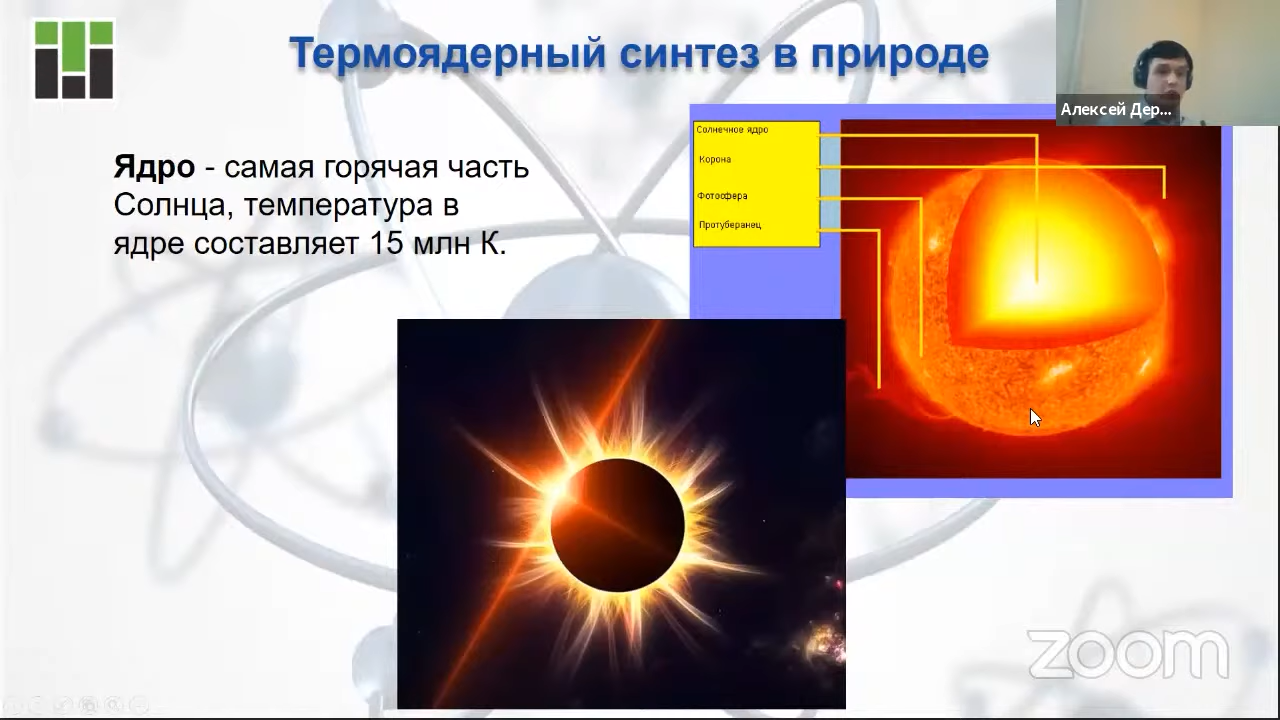 Термоядерный синтез в природе
Алексей Дер...
Ядро - самая горячая часть
Солнца, температура в
ядре составляет 15 млн К.
Солнечное ядро
Корона
Фотосфера
Протуберанец
zoom